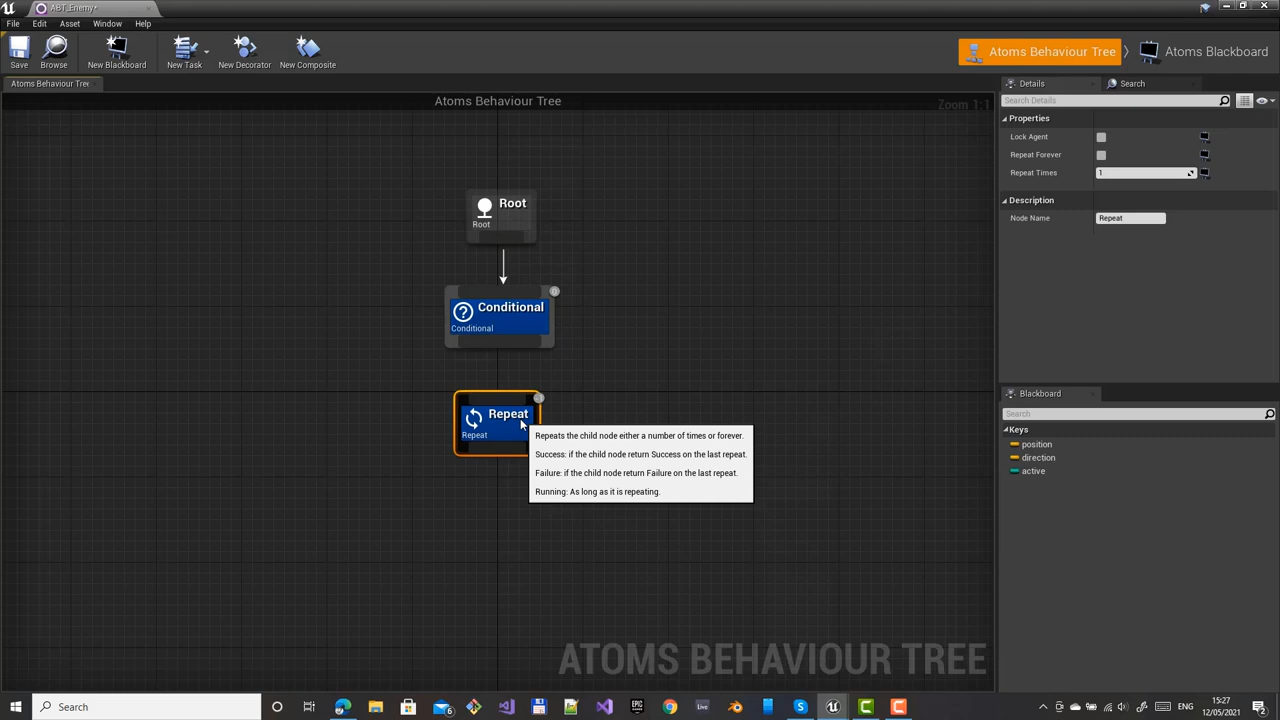 ABT_Enemy*
File Edit Asset Window Help
Save Browse New Blackboard New Task New Decorator New Composite
Atoms Behaviour Tree Atoms Blackboard
Atoms Behaviour Tree
Atoms Behaviour Tree
Zoom 1:1
Root
Root
Conditional
Conditional
Repeat
Repeat
Repeats the child node either a number of times or forever.
Success: if the child node return Success on the last repeat.
Failure: if the child node return Failure on the last repeat.
Running: As long as it is repeating.
ATOMS BEHAVIOUR TREE
Details Search
Search Details
Properties
Lock Agent
Repeat Forever
Repeat Times 1
Description
Node Name Repeat
Blackboard
Search
Keys
position
direction
active
Search
6
Live
15:27
12/05/2021